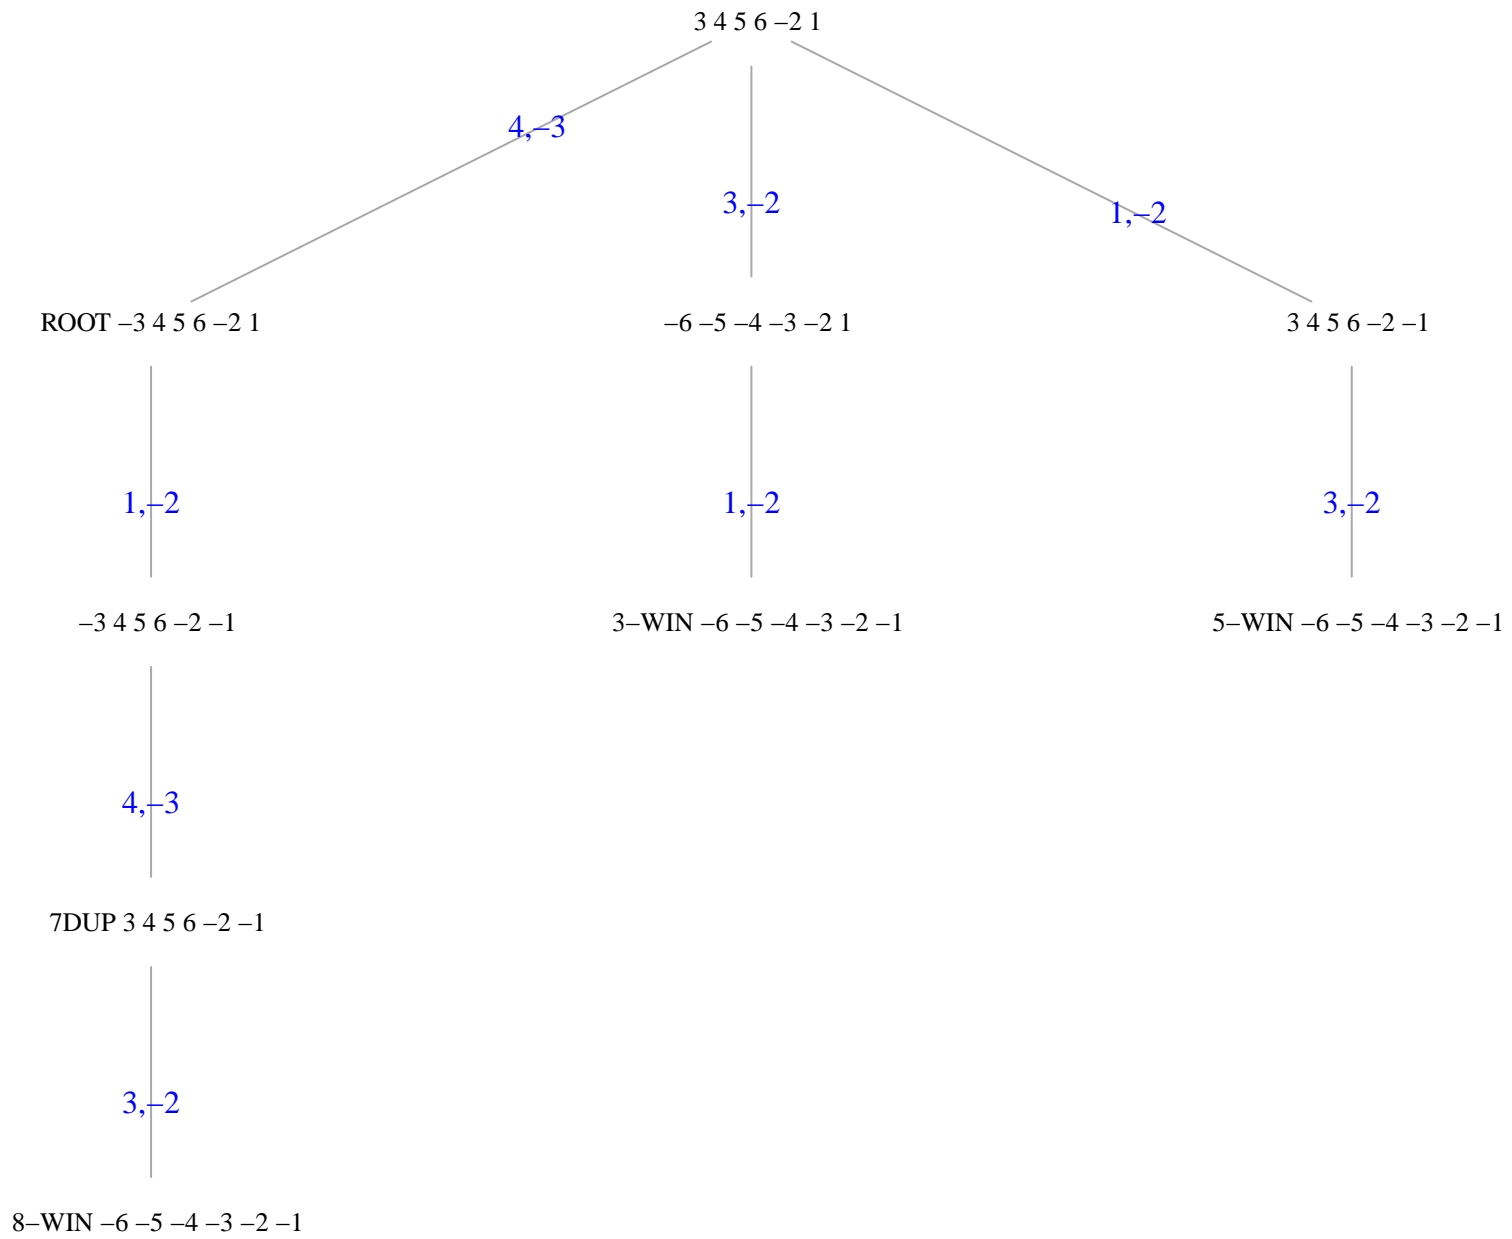 3 4 5 6 –2 1
4,–3
3,–2
1,–2
ROOT –3 4 5 6 –2 1
–6 –5 –4 –3 –2 1
3 4 5 6 –2 –1
1,–2
1,–2
3,–2
–3 4 5 6 –2 –1
3–WIN –6 –5 –4 –3 –2 –1
5–WIN –6 –5 –4 –3 –2 –1
4,–3
7DUP 3 4 5 6 –2 –1
3,–2
8–WIN –6 –5 –4 –3 –2 –1